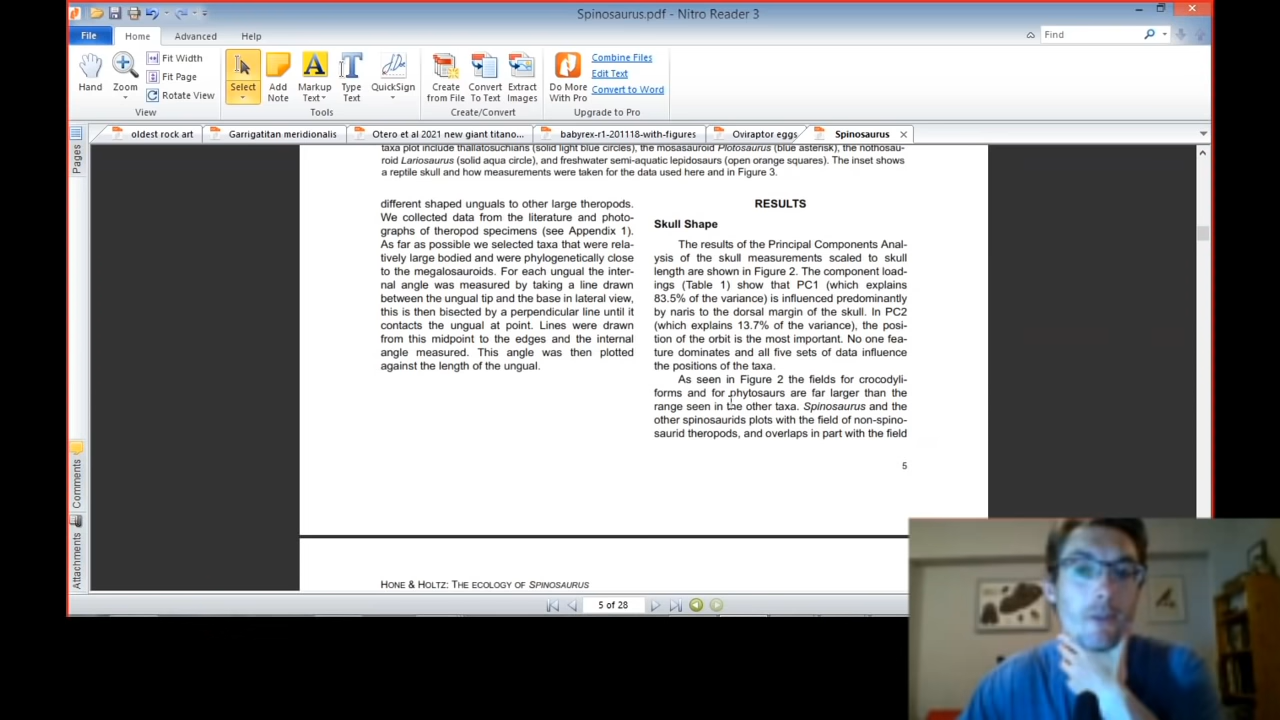 Spinosaurus.pdf - Nitro Reader 3
File
Home
Advanced
Help
Find
Hand
Zoom
Fit Width
Fit Page
Rotate View
View
Select
Add Note
Markup Text
Type Text
QuickSign
Tools
Create from File
Convert To Text
Extract Images
Create/Convert
Do More With Pro
Combine Files
Edit Text
Convert to Word
Upgrade to Pro
oldest rock art
Garrigatitan meridionalis
Otero et al 2021 new giant titano...
babyrex-r1-201118-with-figures
Oviraptor eggs
Spinosaurus
Pages
Comments
Attachments
taxa plot include thallatosuchians (solid light blue circles), the mosasauroid Plotosaurus (blue asterisk), the nothosau-
roid Lariosaurus (solid aqua circle), and freshwater semi-aquatic lepidosaurs (open orange squares). The inset shows
a reptile skull and how measurements were taken for the data used here and in Figure 3.
different shaped unguals to other large theropods.
We collected data from the literature and photo-
graphs of theropod specimens (see Appendix 1).
As far as possible we selected taxa that were rela-
tively large bodied and were phylogenetically close
to the megalosauroids. For each ungual the inter-
nal angle was measured by taking a line drawn
between the ungual tip and the base in lateral view,
this is then bisected by a perpendicular line until it
contacts the ungual at point. Lines were drawn
from this midpoint to the edges and the internal
angle measured. This angle was then plotted
against the length of the ungual.
RESULTS
Skull Shape
The results of the Principal Components Anal-
ysis of the skull measurements scaled to skull
length are shown in Figure 2. The component load-
ings (Table 1) show that PC1 (which explains
83.5% of the variance) is influenced predominantly
by naris to the dorsal margin of the skull. In PC2
(which explains 13.7% of the variance), the posi-
tion of the orbit is the most important. No one fea-
ture dominates and all five sets of data influence
the positions of the taxa.
As seen in Figure 2 the fields for crocodyli-
forms and for phytosaurs are far larger than the
range seen in the other taxa. Spinosaurus and the
other spinosaurids plots with the field of non-spino-
saurid theropods, and overlaps in part with the field
5
HONE & HOLTZ: THE ECOLOGY OF SPINOSAURUS
5 of 28